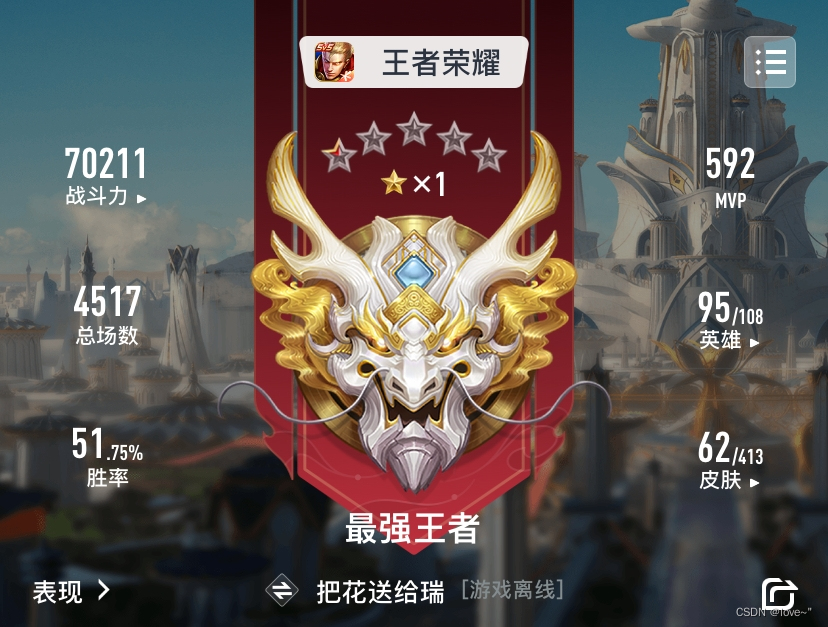 5V5
王者荣耀
×1
70211
战斗力
592
MVP
4517
总场数
95/108
英雄
51.75%
胜率
62/413
皮肤
最强王者
表现
把花送给瑞 [游戏离线]
CSDN @love~"